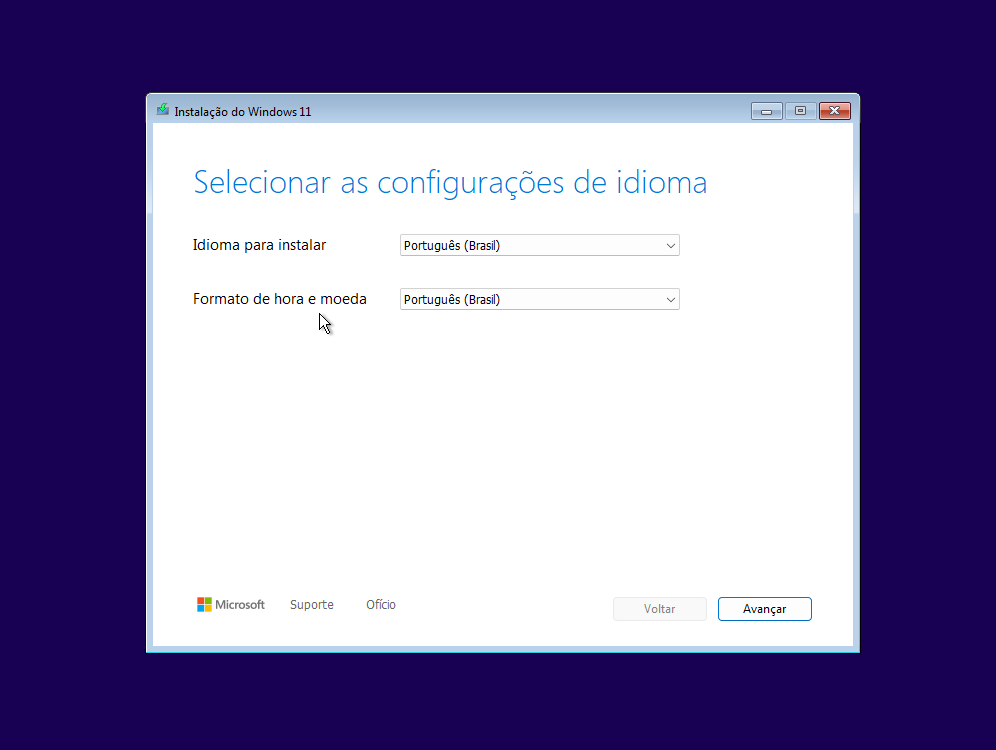 Instalação do Windows 11
Selecionar as configurações de idioma
Idioma para instalar
Português (Brasil)
Formato de hora e moeda
Português (Brasil)
Microsoft
Suporte
Ofício
Voltar
Avançar